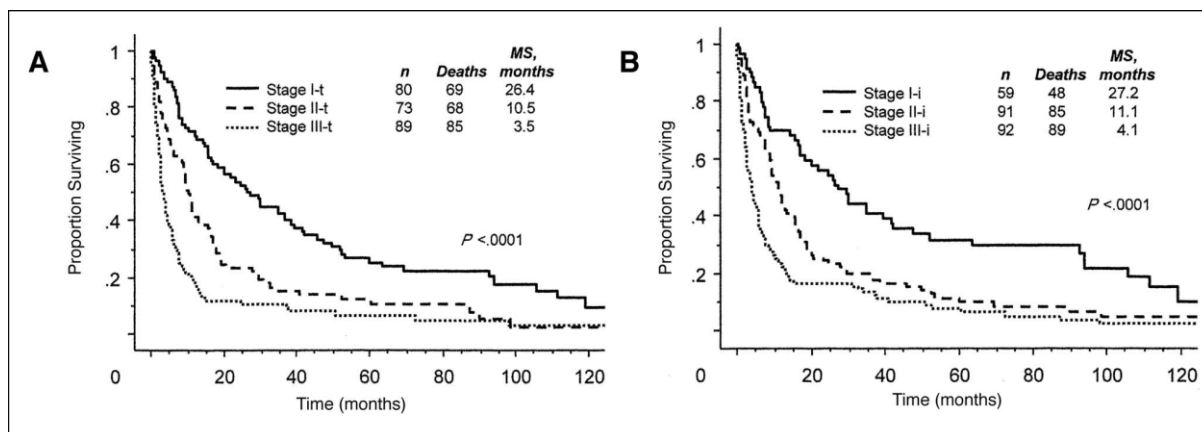 A
MS,
n Deaths months
Stage I-t 80 69 26.4
Stage II-t 73 68 10.5
Stage III-t 89 85 3.5
P <.0001
Proportion Surviving
1
.8
.6
.4
.2
0
0 20 40 60 80 100 120
Time (months)
B
MS,
n Deaths months
Stage I-i 59 48 27.2
Stage II-i 91 85 11.1
Stage III-i 92 89 4.1
P <.0001
Proportion Surviving
1
.8
.6
.4
.2
0
0 20 40 60 80 100 120
Time (months)